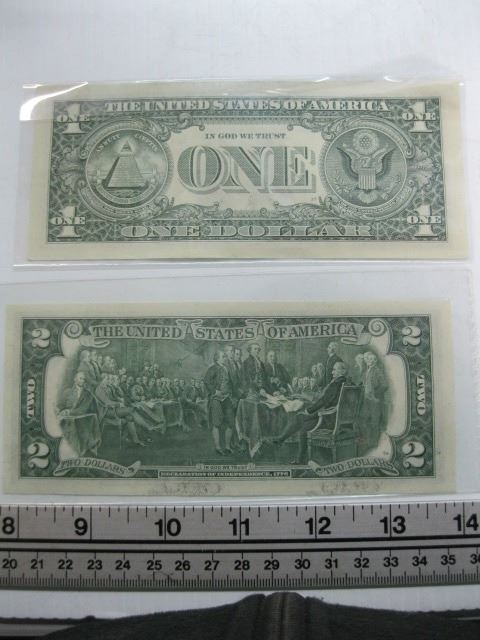 THE UNITED STATES OF AMERICA
ONE ONE
1 1
IN GOD WE TRUST
ONE
1 1
ONE ONE
ONE DOLLAR
2 THE UNITED STATES OF AMERICA 2
TWO TWO
2 2
TWO DOLLARS IN GOD WE TRUST TWO DOLLARS
DECLARATION OF INDEPENDENCE, 1776
8 9 10 11 12 13 14
20 21 22 23 24 25 26 27 28 29 30 31 32 33 34 35 36